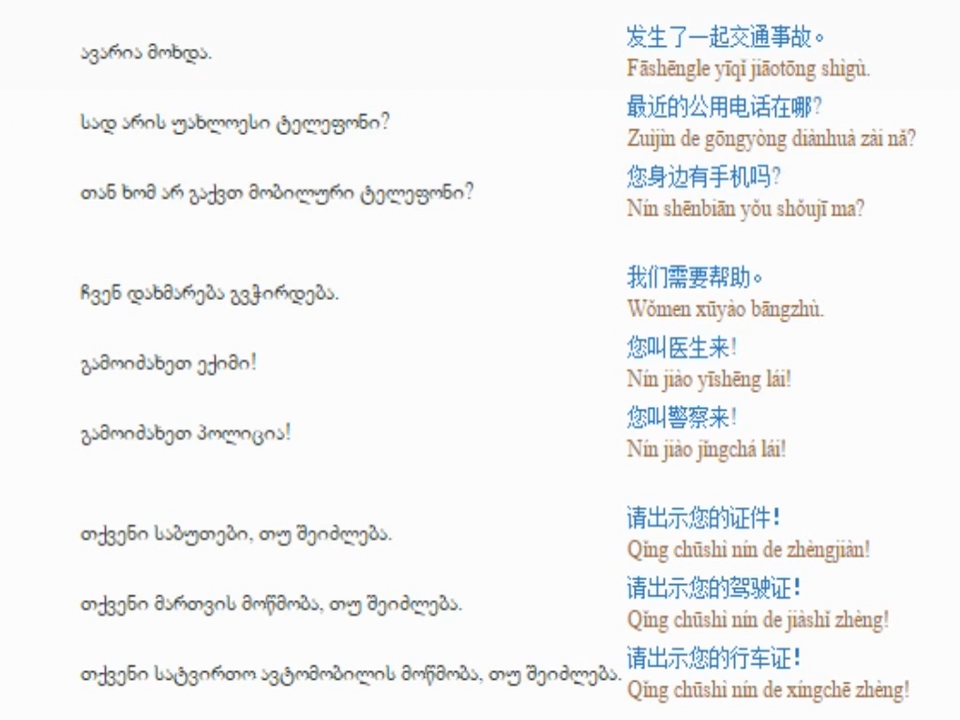 ავარია მოხდა.
发生了一起交通事故。
Fāshēngle yīqǐ jiāotōng shìgù.
სად არის უახლოესი ტელეფონი?
最近的公用电话在哪?
Zuìjìn de gōngyòng diànhuà zài nǎ?
თან ხომ არ გაქვთ მობილური ტელეფონი?
您身边有手机吗?
Nín shēnbiān yǒu shǒujī ma?
ჩვენ დახმარება გვჭირდება.
我们需要帮助。
Wǒmen xūyào bāngzhù.
გამოიძახეთ ექიმი!
您叫医生来!
Nín jiào yīshēng lái!
გამოიძახეთ პოლიცია!
您叫警察来!
Nín jiào jǐngchá lái!
თქვენი საბუთები, თუ შეიძლება.
请出示您的证件!
Qǐng chūshì nín de zhèngjiàn!
თქვენი მართვის მოწმობა, თუ შეიძლება.
请出示您的驾驶证!
Qǐng chūshì nín de jiàshǐ zhèng!
თქვენი სატვირთო ავტომობილის მოწმობა, თუ შეიძლება.
请出示您的行车证!
Qǐng chūshì nín de xíngchē zhèng!